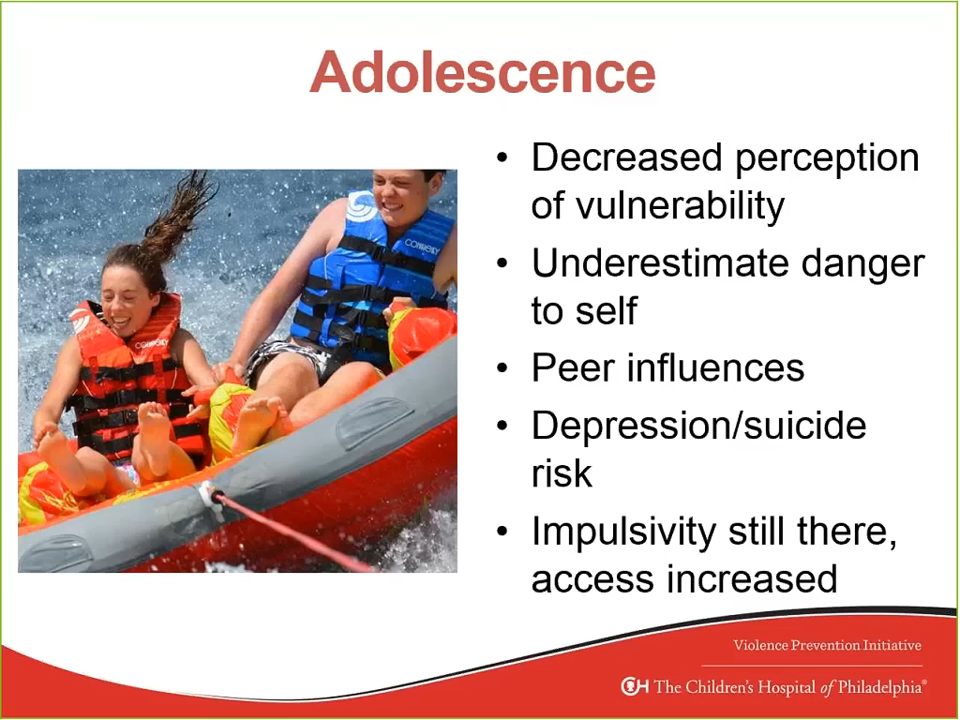 Adolescence
• Decreased perception
of vulnerability
• Underestimate danger
to self
• Peer influences
• Depression/suicide
risk
• Impulsivity still there,
access increased
CONNELLY
CONNELLY
Violence Prevention Initiative
CH The Children's Hospital of Philadelphia®